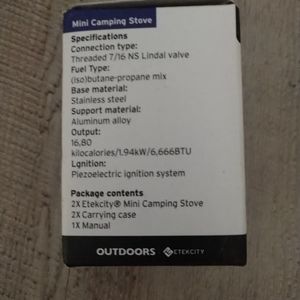 Mini Camping Stove
Specifications
Connection type:
Threaded 7/16 NS Lindal valve
Fuel Type:
(iso)butane-propane mix
Base material:
Stainless steel
Support material:
Aluminum alloy
Output:
16,80
kilocalories/1.94kW/6,666BTU
Lgnition:
Piezoelectric ignition system
Package contents
2X Etekcity® Mini Camping Stove
2X Carrying case
1X Manual
OUTDOORS ETEKCITY